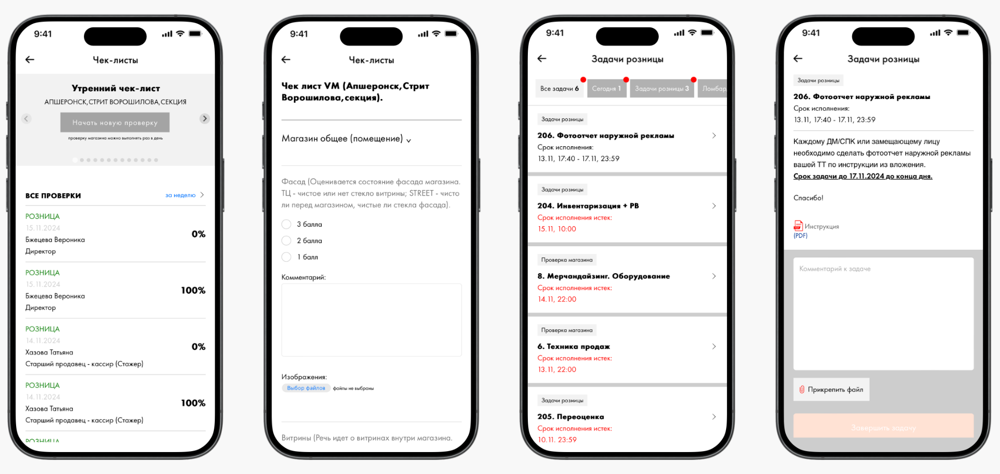 9:41
Чек-листы
Утренний чек-лист
АПШЕРОНСК,СТРИТ ВОРОШИЛОВА,СЕКЦИЯ
Начать новую проверку
проверку магазина можно выполнять раз в день
ВСЕ ПРОВЕРКИ
за неделю
РОЗНИЦА
15.11.2024
Бжецева Вероника
Директор
0%
РОЗНИЦА
15.11.2024
Бжецева Вероника
Директор
100%
РОЗНИЦА
14.11.2024
Хазова Татьяна
Старший продавец - кассир (Стажер)
0%
РОЗНИЦА
14.11.2024
Хазова Татьяна
Старший продавец - кассир (Стажер)
100%
РОЗНИЦА
9:41
Чек-листы
Чек лист VM (Апшеронск,Стрит
Ворошилова,секция).
Магазин общее (помещение)
Фасад (Оценивается состояние фасада магазина.
ТЦ - чистое или нет стекло витрины; STREET - чисто
ли перед магазином, чистые ли стекла фасада).
3 балла
2 балла
1 балл
Комментарий:
Изображения:
Выбор файлов файлы не выбраны
Витрины (Речь идет о витринах внутри магазина.
9:41
Задачи розницы
Все задачи 6
Сегодня 1
Задачи розницы 3
Ломбард
Задачи розницы
206. Фотоотчет наружной рекламы
Срок исполнения:
13.11, 17:40 - 17.11, 23:59
Задачи розницы
204. Инвентаризация + РВ
Срок исполнения истек:
15.11, 10:00
Проверка магазина
8. Мерчандайзинг. Оборудование
Срок исполнения истек:
14.11, 22:00
Проверка магазина
6. Техника продаж
Срок исполнения истек:
13.11, 22:00
Задачи розницы
205. Переоценка
Срок исполнения истек:
10.11. 23:59
9:41
Задачи розницы
Задачи розницы
206. Фотоотчет наружной рекламы
Срок исполнения:
13.11, 17:40 - 17.11, 23:59
Каждому ДМ/СПК или замещающему лицу
необходимо сделать фотоотчет наружной рекламы
вашей ТТ по инструкции из вложения.
Срок задачи до 17.11.2024 до конца дня.
Спасибо!
Инструкция
(PDF)
Комментарий к задаче
Прикрепить файл
Завершить задачу